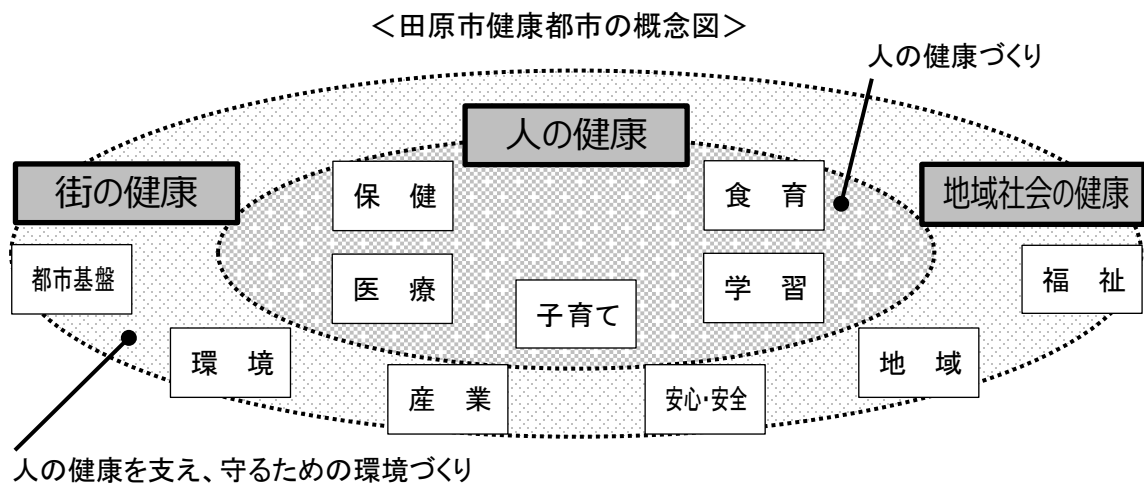 ＜田原市健康都市の概念図＞
人の健康づくり
人の健康
街の健康
地域社会の健康
保　健
食　育
都市基盤
医　療
学　習
福　祉
子育て
環　境
地　域
産　業
安心・安全
人の健康を支え、守るための環境づくり